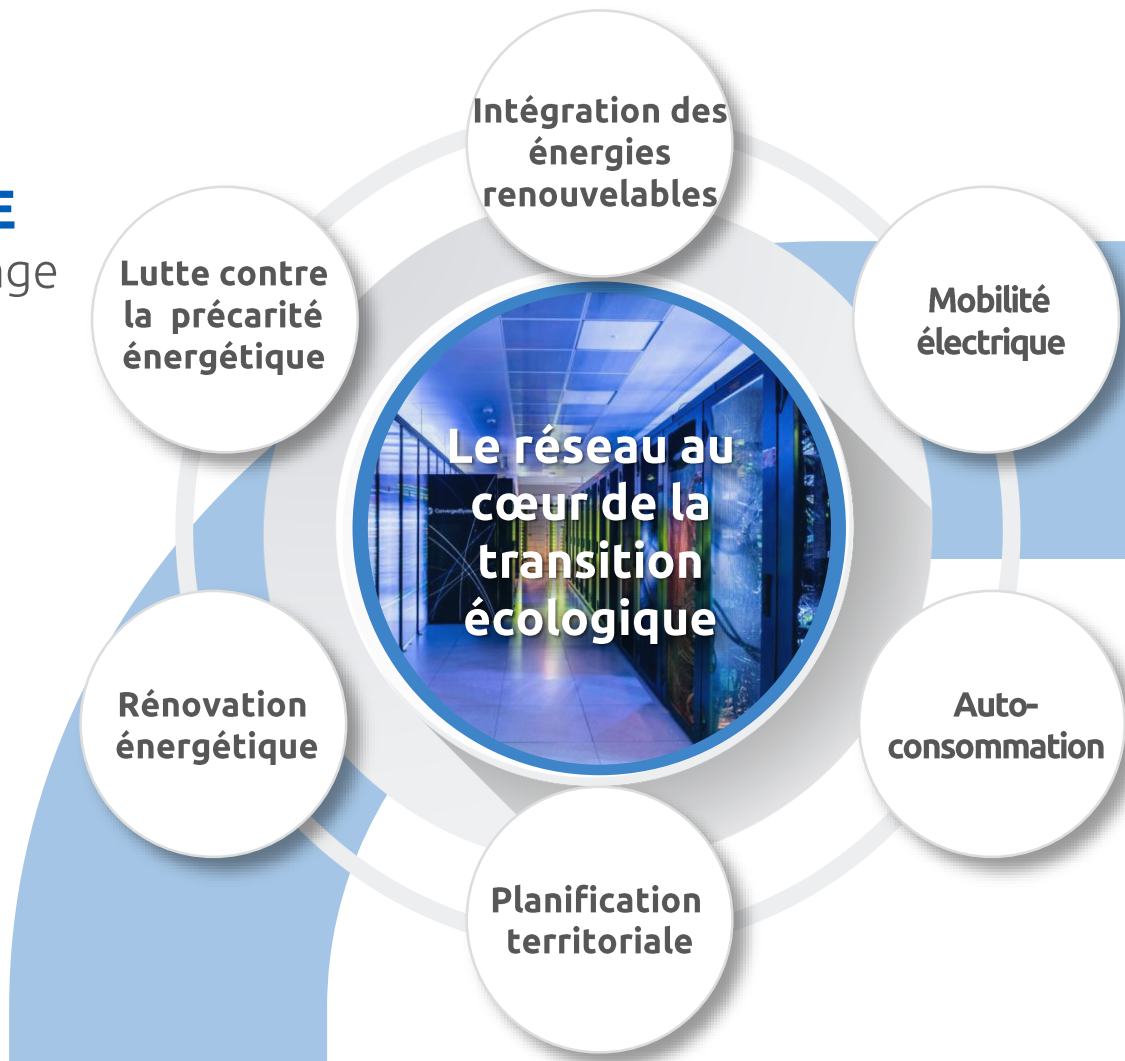 E
age
Intégration des
énergies
renouvelables
Lutte contre
la précarité
énergétique
Mobilité
électrique
Le réseau au
cœur de la
transition
écologique
Rénovation
énergétique
Auto-
consommation
Planification
territoriale